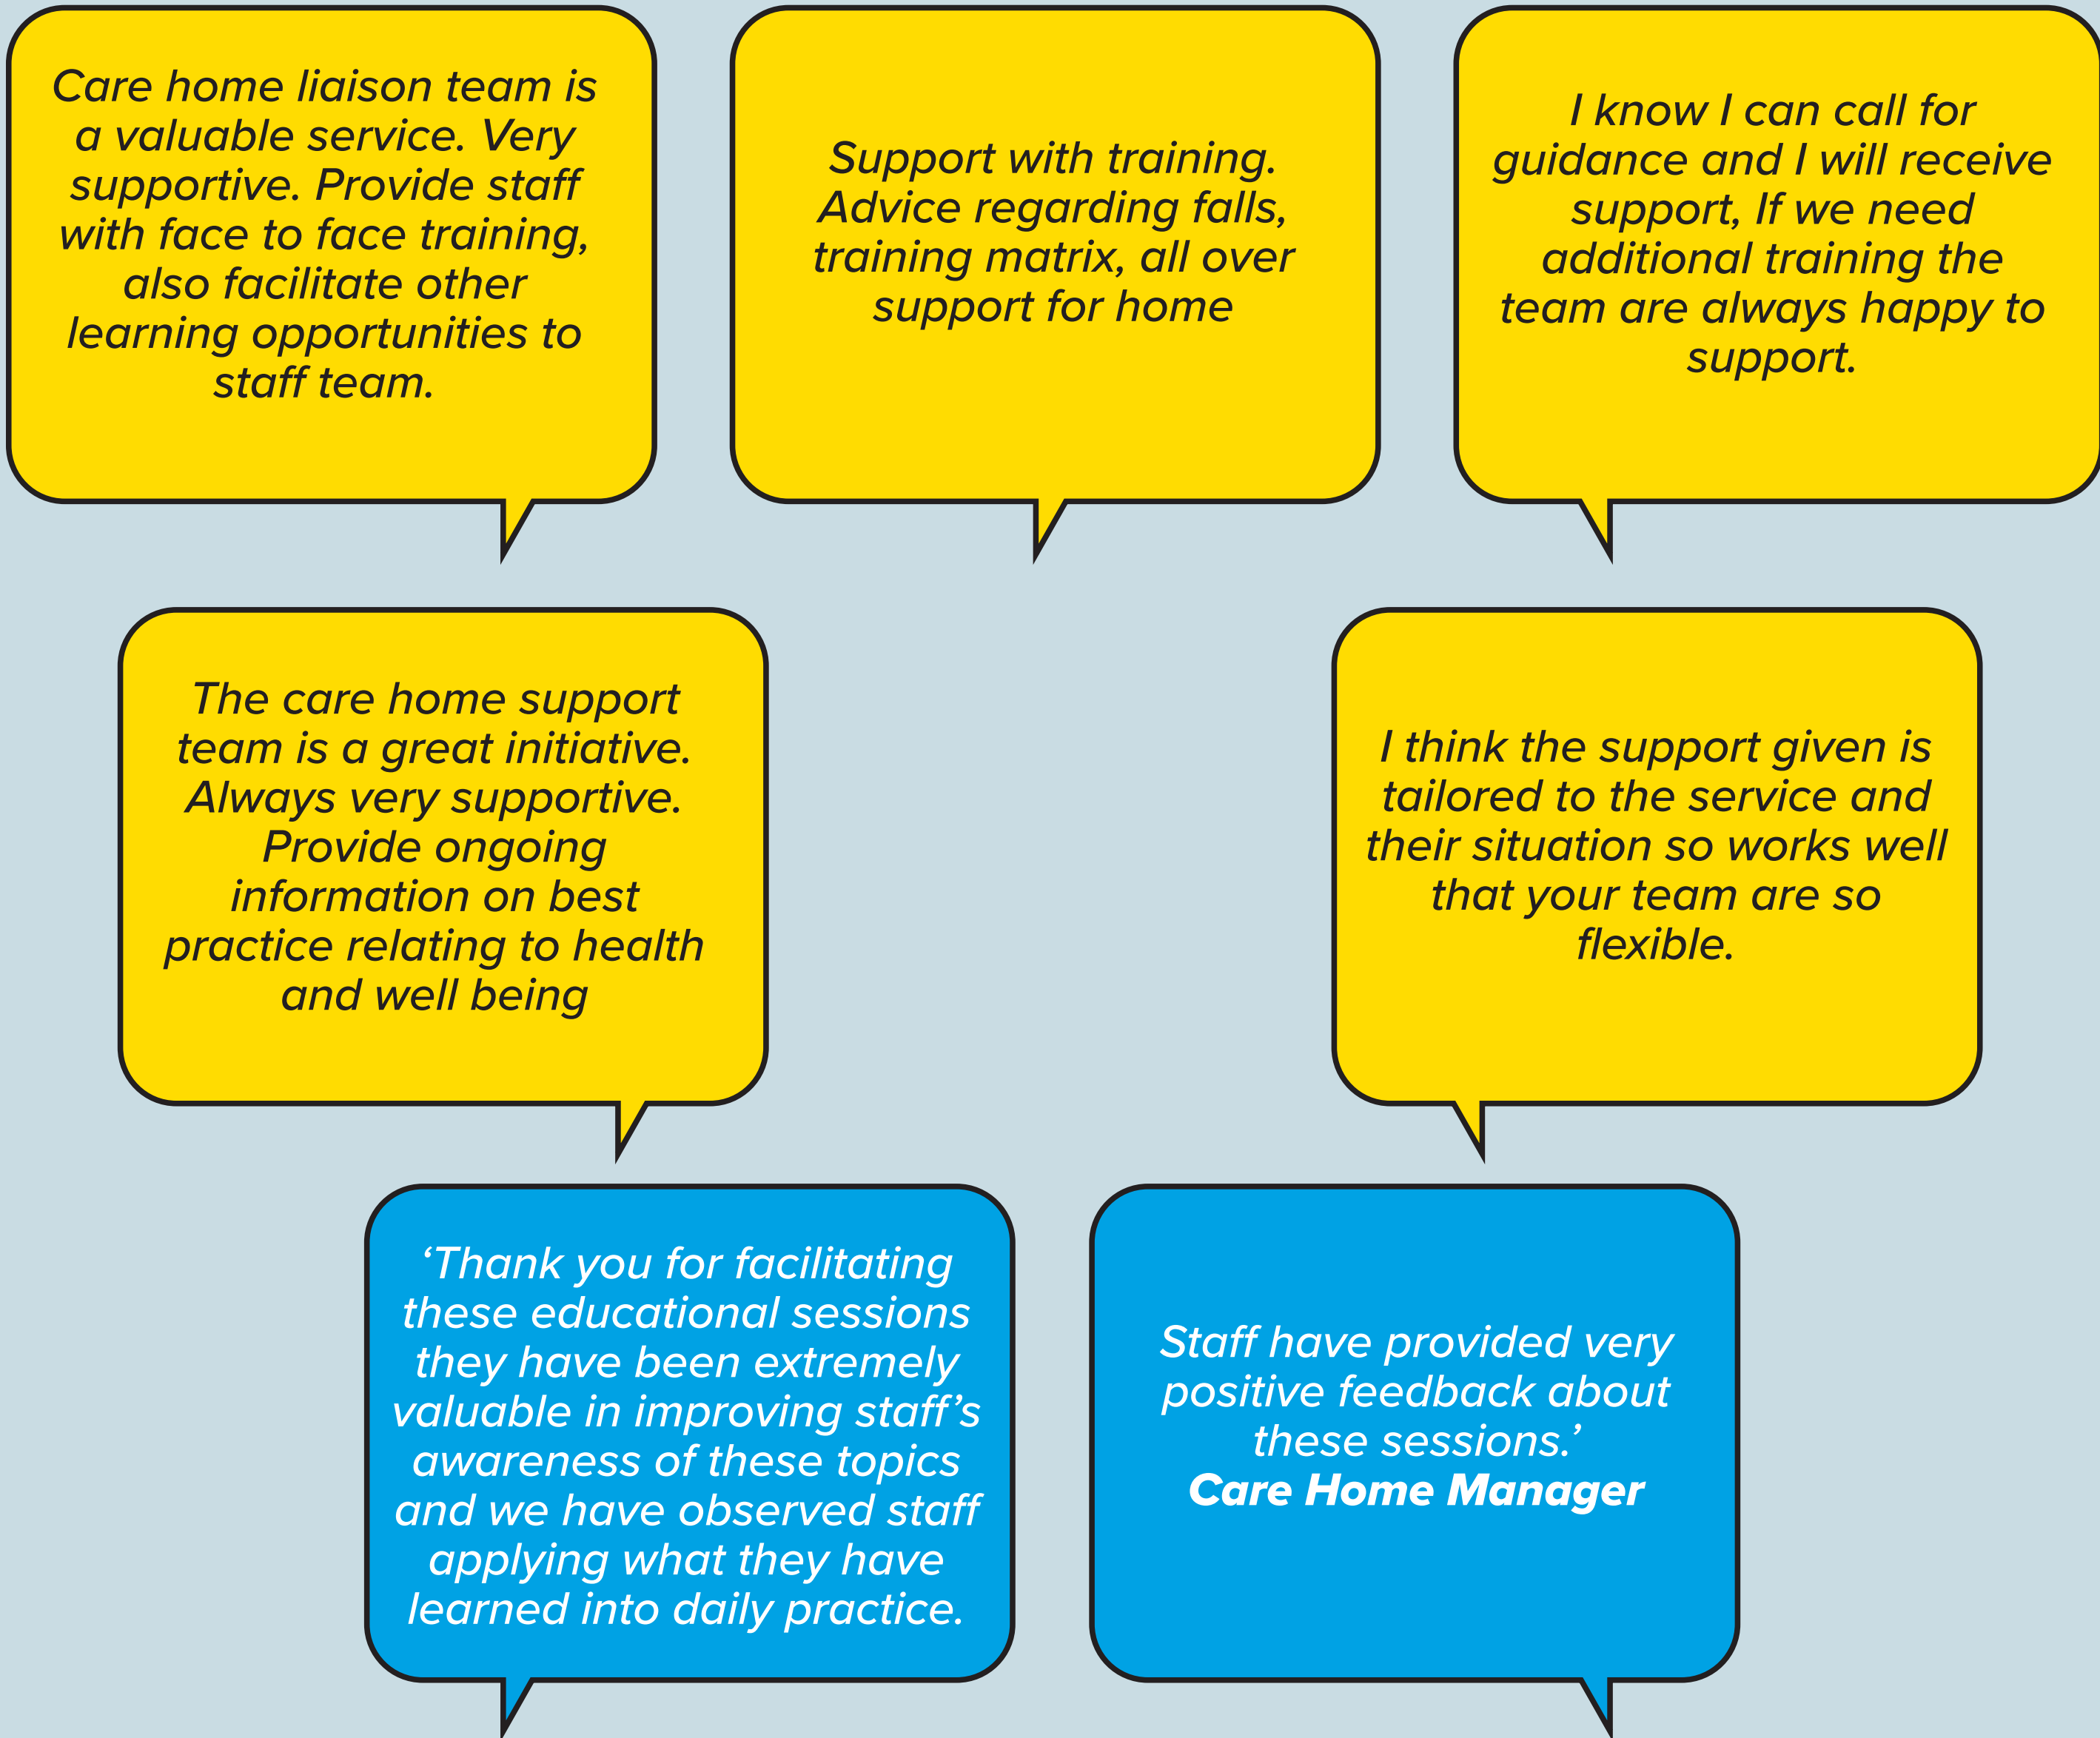 Care home liaison team is
a valuable service. Very
supportive. Provide staff
with face to face training,
also facilitate other
learning opportunities to
staff team.
Support with training.
Advice regarding falls,
training matrix, all over
support for home
I know I can call for
guidance and I will receive
support, If we need
additional training the
team are always happy to
support.
The care home support
team is a great initiative.
Always very supportive.
Provide ongoing
information on best
practice relating to health
and well being
I think the support given is
tailored to the service and
their situation so works well
that your team are so
flexible.
‘Thank you for facilitating
these educational sessions
they have been extremely
valuable in improving staff’s
awareness of these topics
and we have observed staff
applying what they have
learned into daily practice.
Staff have provided very
positive feedback about
these sessions.’
Care Home Manager